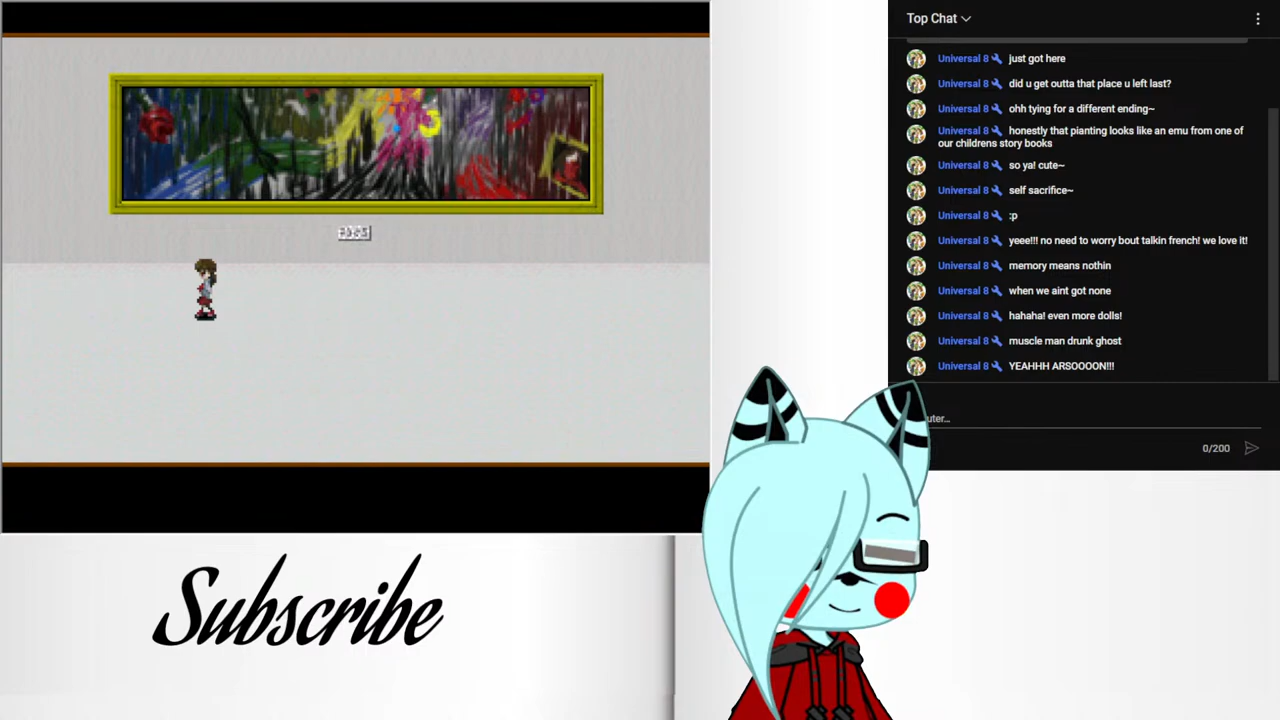 Top Chat
Universal 8 just got here
Universal 8 did u get outta that place u left last?
Universal 8 ohh tying for a different ending~
Universal 8 honestly that pianting looks like an emu from one of
our childrens story books
Universal 8 so ya! cute~
Universal 8 self sacrifice~
Universal 8 :p
Universal 8 yeee!!! no need to worry bout talkin french! we love it!
Universal 8 memory means nothin
Universal 8 when we aint got none
Universal 8 hahaha! even more dolls!
Universal 8 muscle man drunk ghost
Universal 8 YEAHHH ARSOOOON!!!
uter...
0/200
Subscribe